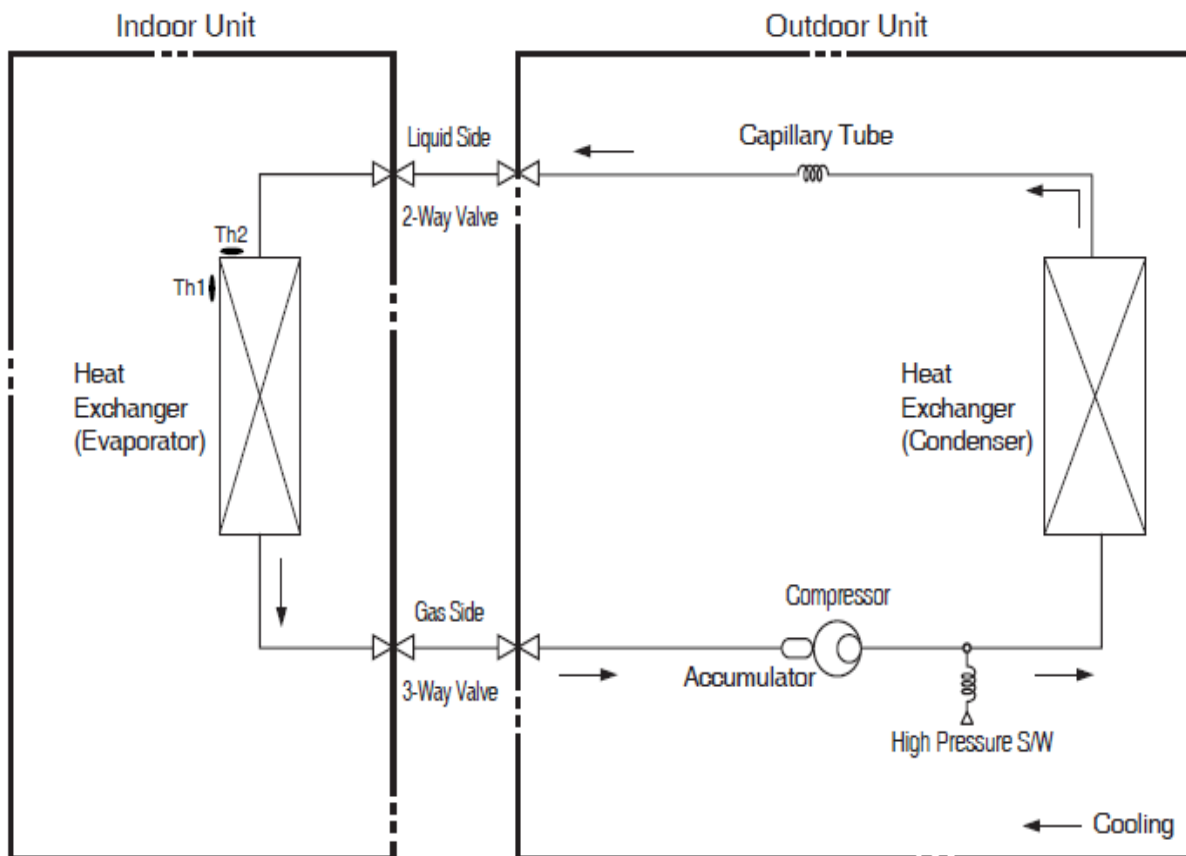 Indoor Unit
Outdoor Unit
Liquid Side
Capillary Tube
2-Way Valve
Th2
Th1
Heat
Exchanger
(Evaporator)
Heat
Exchanger
(Condenser)
Compressor
Gas Side
Accumulator
3-Way Valve
High Pressure S/W
Cooling